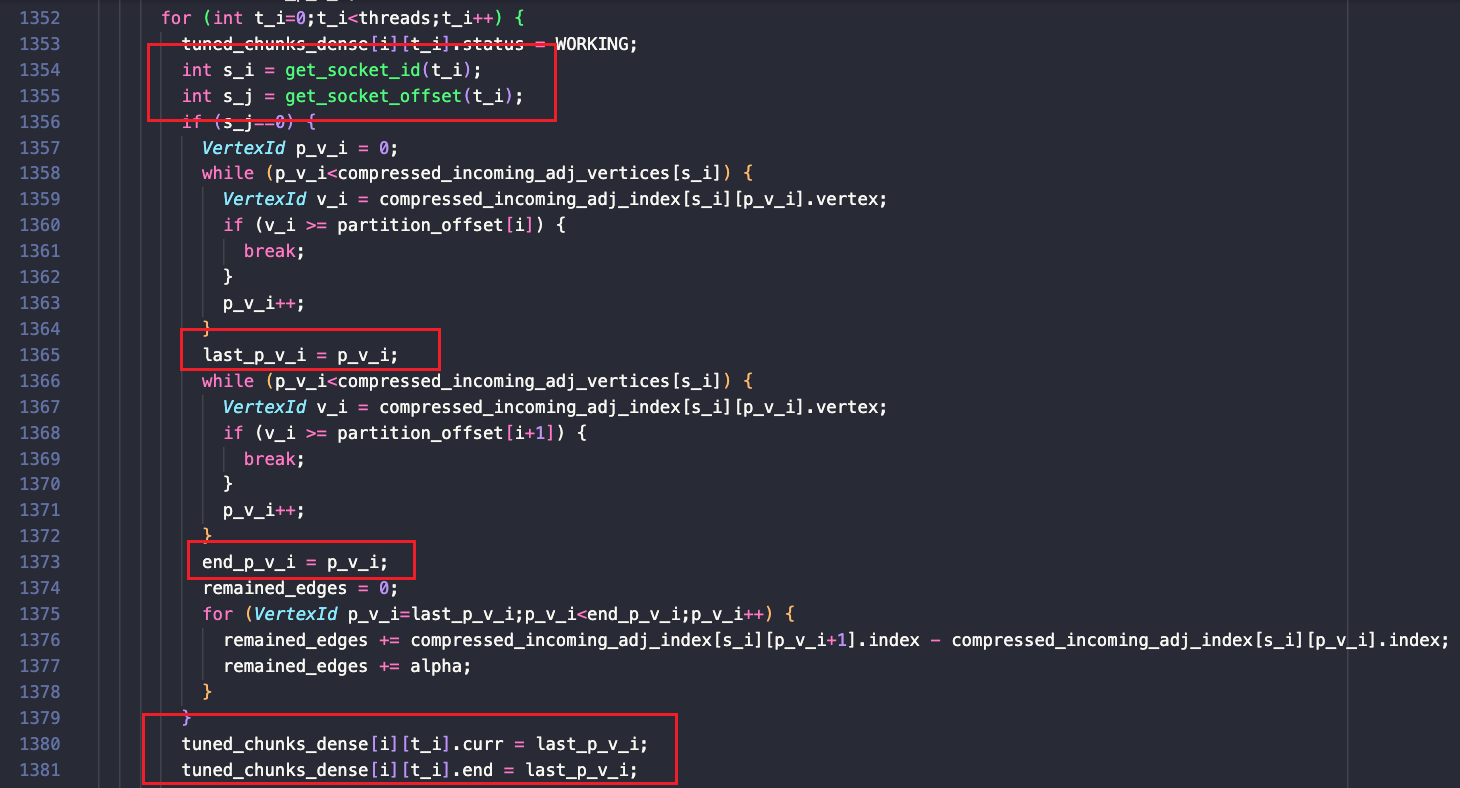 1352 for (int t_i=0;t_i<threads;t_i++) {
1353 tuned_chunks_dense[i][t_i].status = WORKING;
1354 int s_i = get_socket_id(t_i);
1355 int s_j = get_socket_offset(t_i);
1356 if (s_j==0) {
1357 VertexId p_v_i = 0;
1358 while (p_v_i<compressed_incoming_adj_vertices[s_i]) {
1359 VertexId v_i = compressed_incoming_adj_index[s_i][p_v_i].vertex;
1360 if (v_i >= partition_offset[i]) {
1361 break;
1362 }
1363 p_v_i++;
1364 }
1365 last_p_v_i = p_v_i;
1366 while (p_v_i<compressed_incoming_adj_vertices[s_i]) {
1367 VertexId v_i = compressed_incoming_adj_index[s_i][p_v_i].vertex;
1368 if (v_i >= partition_offset[i+1]) {
1369 break;
1370 }
1371 p_v_i++;
1372 }
1373 end_p_v_i = p_v_i;
1374 remained_edges = 0;
1375 for (VertexId p_v_i=last_p_v_i;p_v_i<end_p_v_i;p_v_i++) {
1376 remained_edges += compressed_incoming_adj_index[s_i][p_v_i+1].index - compressed_incoming_adj_index[s_i][p_v_i].index;
1377 remained_edges += alpha;
1378 }
1379 }
1380 tuned_chunks_dense[i][t_i].curr = last_p_v_i;
1381 tuned_chunks_dense[i][t_i].end = last_p_v_i;